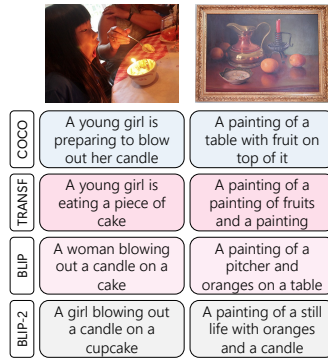 COCO
A young girl is
preparing to blow
out her candle
A painting of a
table with fruit on
top of it
TRANSF
A young girl is
eating a piece of
cake
A painting of a
painting of fruits
and a painting
BLIP
A woman blowing
out a candle on a
cake
A painting of a
pitcher and
oranges on a table
BLIP-2
A girl blowing out
a candle on a
cupcake
A painting of a still
life with oranges
and a candle